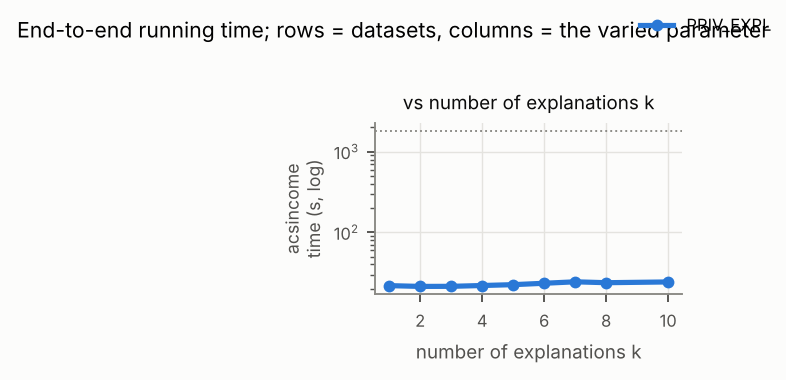 End-to-end running time; rows = datasets, columns = the varied parameter
PRIV_EXPL
vs number of explanations k
acsincome
time (s, log)
10³
10²
2 4 6 8 10
number of explanations k